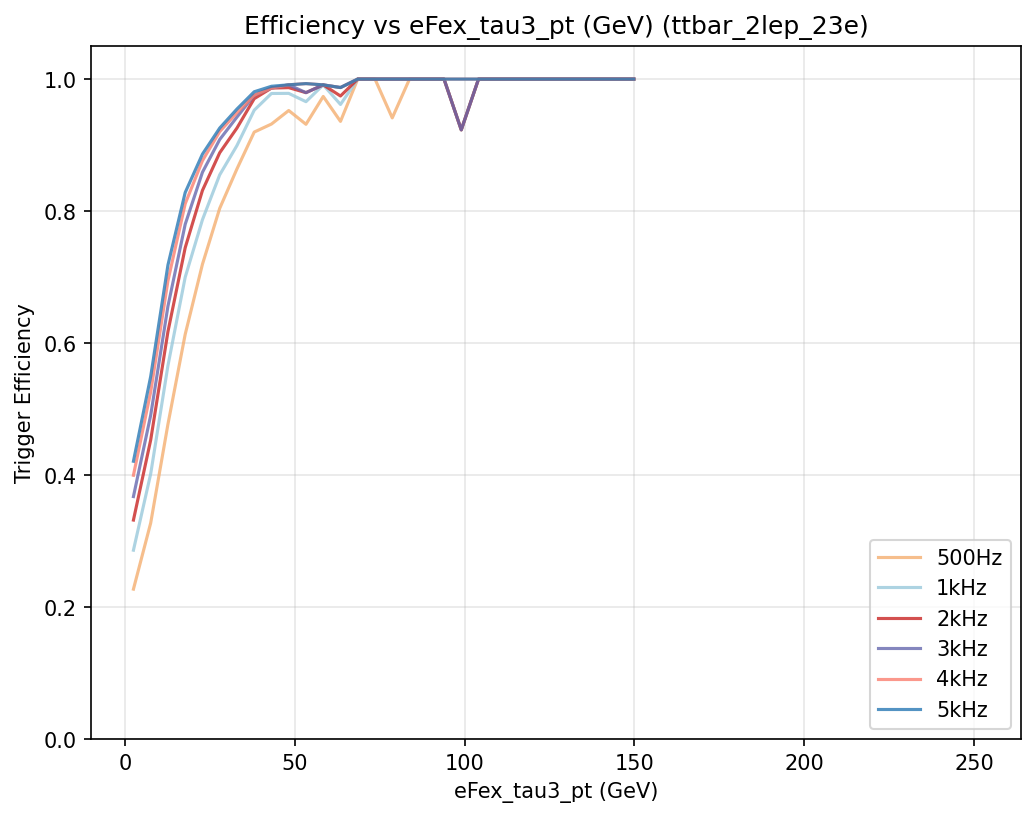 Efficiency vs eFex_tau3_pt (GeV) (ttbar_2lep_23e)
Trigger Efficiency
1.0
0.8
0.6
0.4
0.2
0.0
0
50
100
150
200
250
eFex_tau3_pt (GeV)
500Hz
1kHz
2kHz
3kHz
4kHz
5kHz